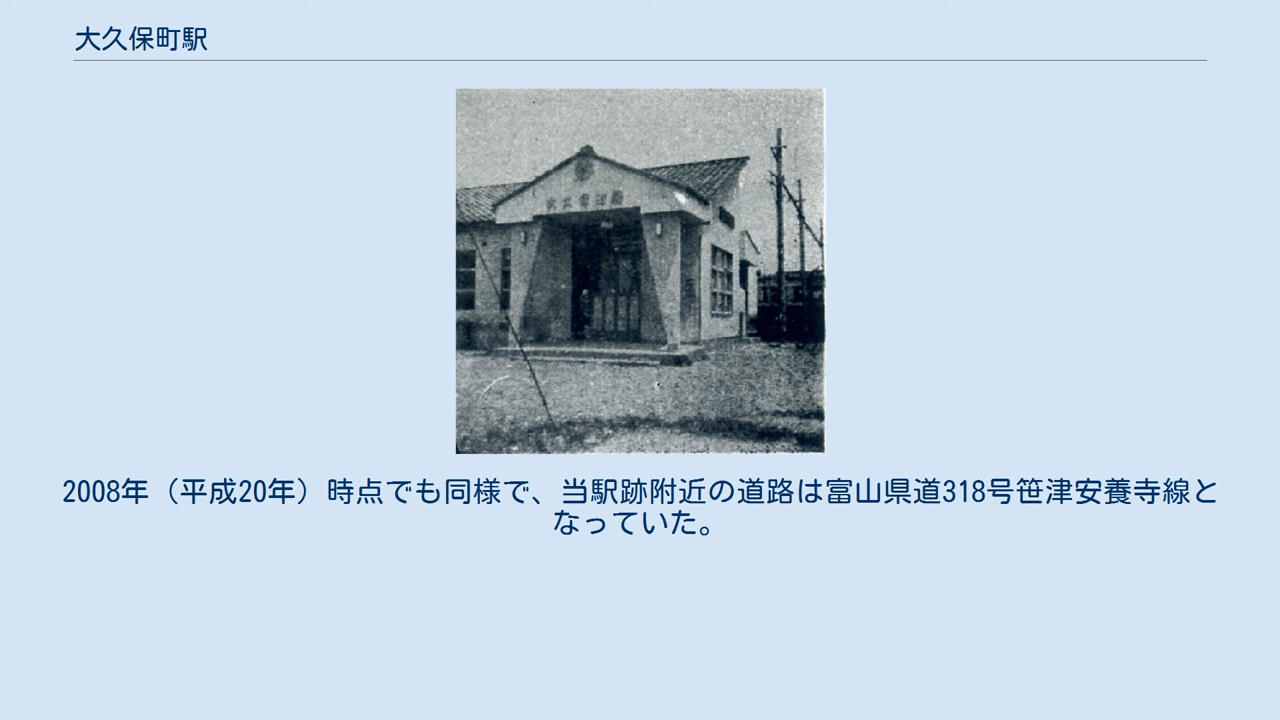 大久保町駅
2008年（平成20年）時点でも同様で、当駅跡附近の道路は富山県道318号笹津安養寺線と
なっていた。